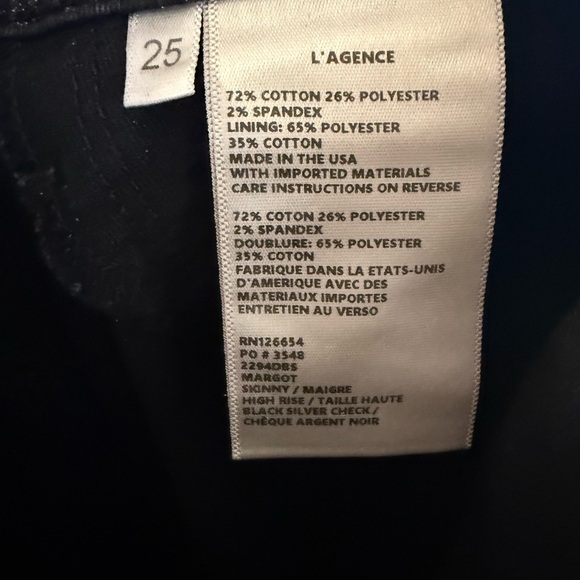 25
L'AGENCE
72% COTTON 26% POLYESTER
2% SPANDEX
LINING: 65% POLYESTER
35% COTTON
MADE IN THE USA
WITH IMPORTED MATERIALS
CARE INSTRUCTIONS ON REVERSE
72% COTON 26% POLYESTER
2% SPANDEX
DOUBLURE: 65% POLYESTER
35% COTON
FABRIQUE DANS LA ETATS-UNIS
D'AMERIQUE AVEC DES
MATERIAUX IMPORTES
ENTRETIEN AU VERSO
RN126654
PO # 3548
2294DBS
MARGOT
SKINNY / MAIGRE
HIGH RISE / TAILLE HAUTE
BLACK SILVER CHECK /
CHÈQUE ARGENT NOIR